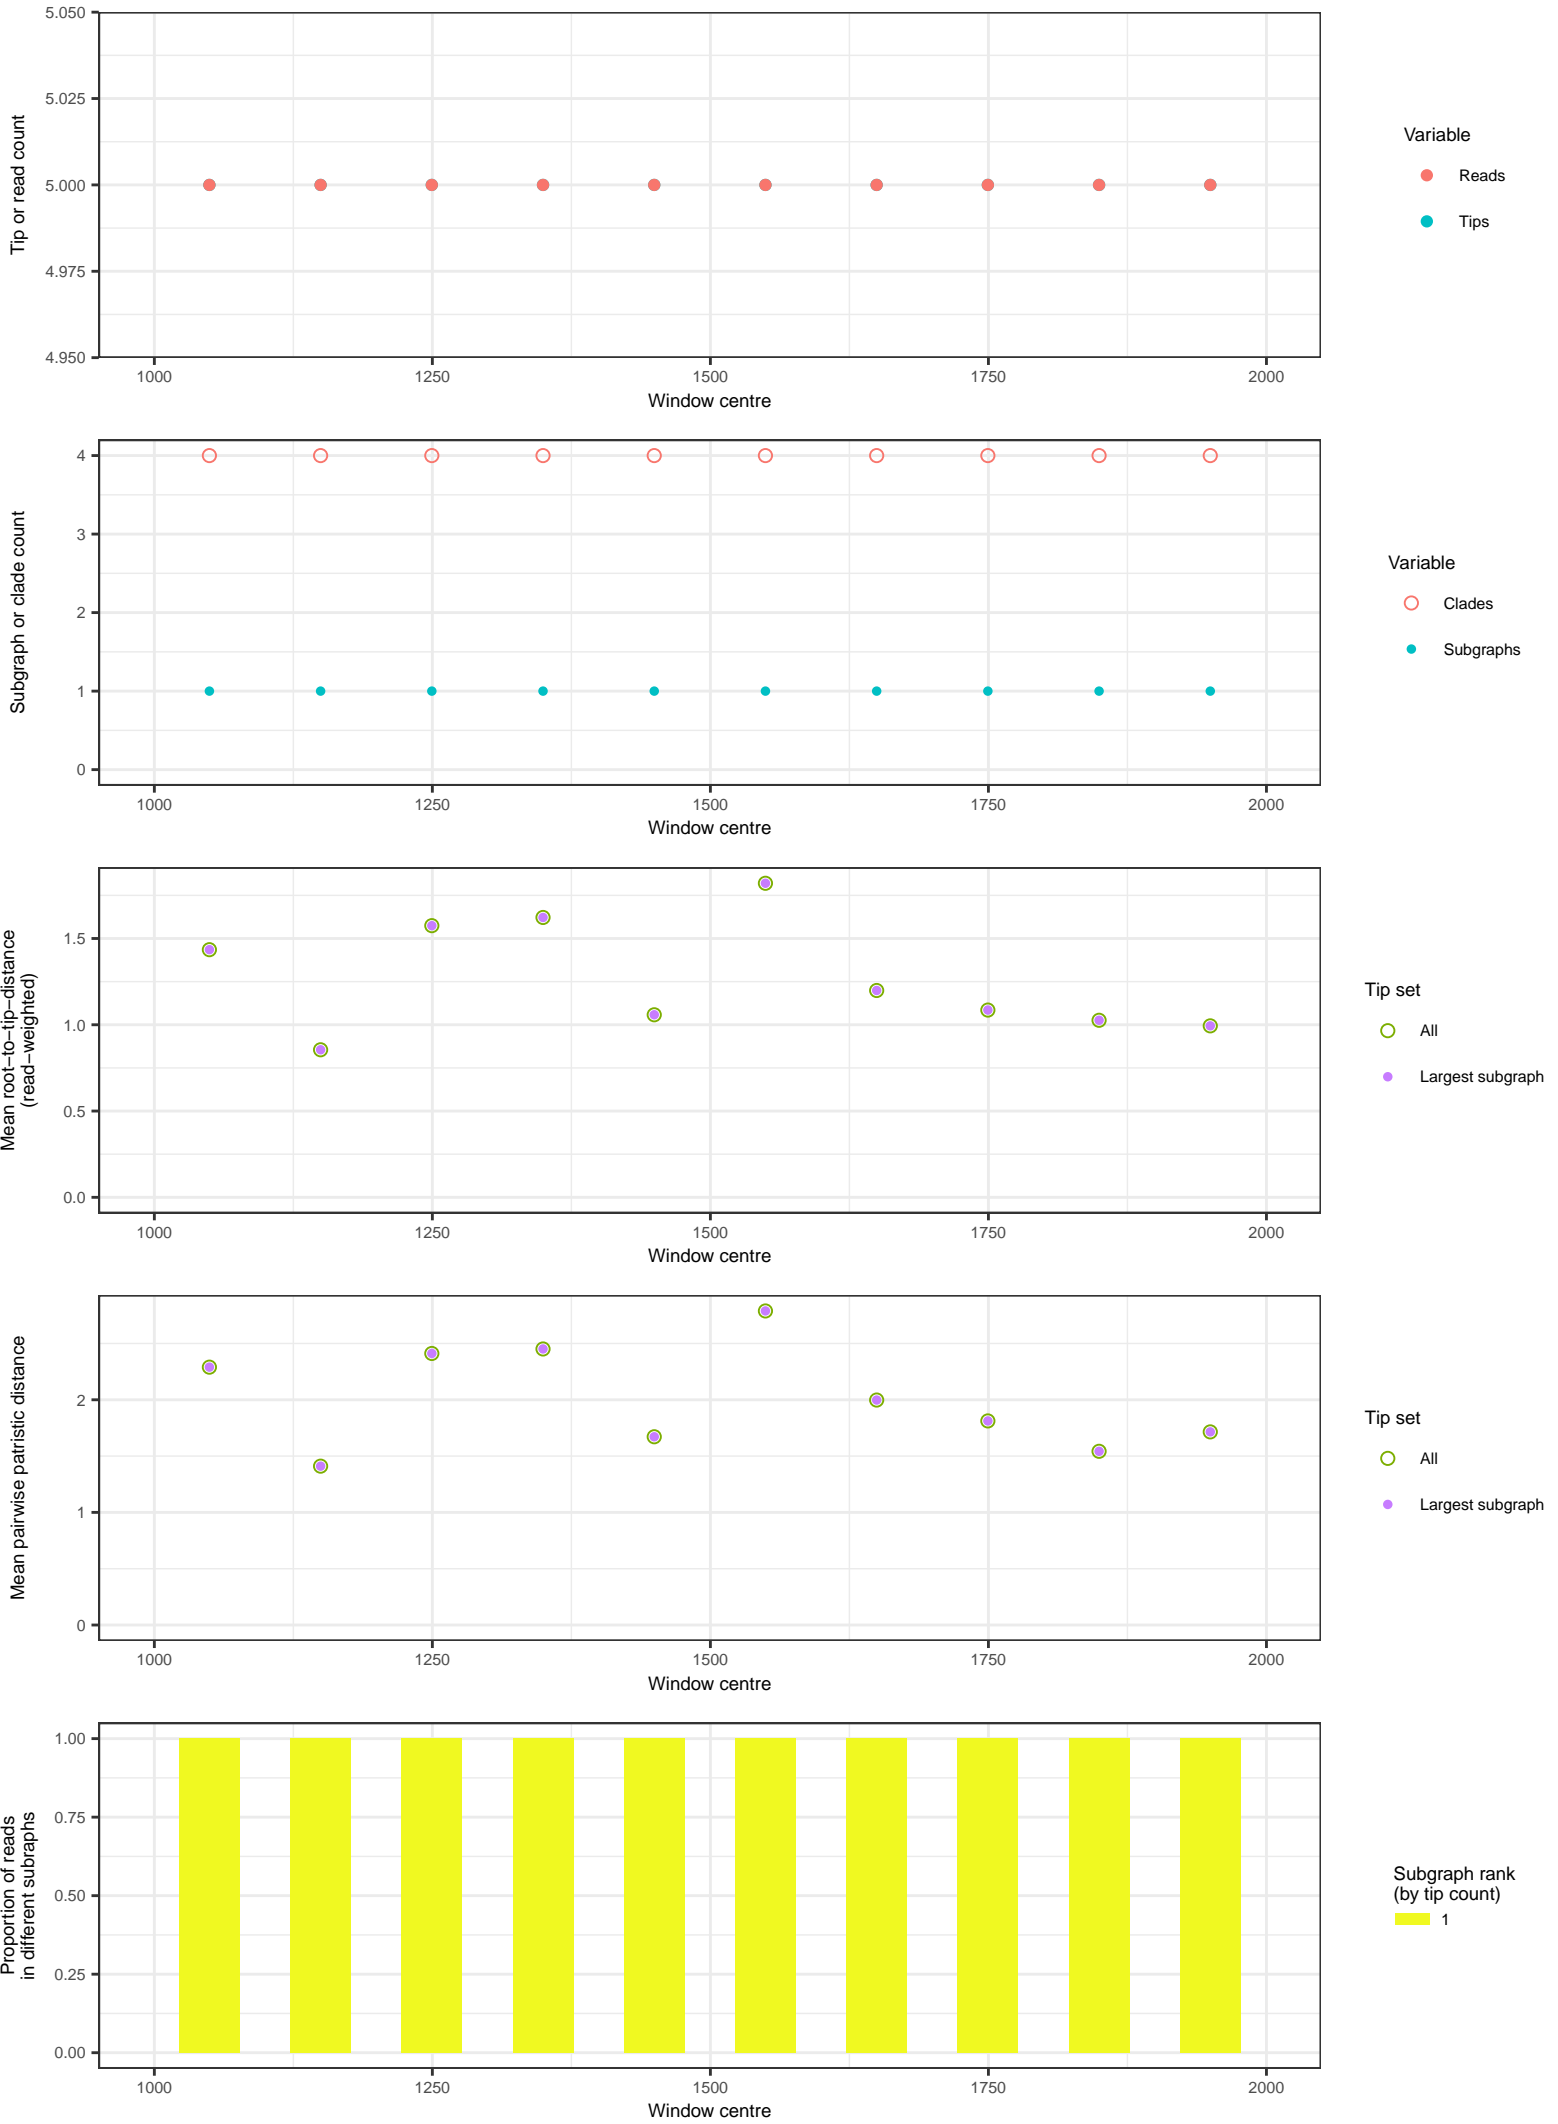 5.050
5.025
5.000
4.975
4.950
Tip or read count
1000 1250 1500 1750 2000
Window centre
Variable
Reads
Tips
4
3
2
1
0
Subgraph or clade count
1000 1250 1500 1750 2000
Window centre
Variable
Clades
Subgraphs
1.5
1.0
0.5
0.0
Mean root−to−tip−distance
(read−weighted)
1000 1250 1500 1750 2000
Window centre
Tip set
All
Largest subgraph
2
1
0
Mean pairwise patristic distance
1000 1250 1500 1750 2000
Window centre
Tip set
All
Largest subgraph
1.00
0.75
0.50
0.25
0.00
Proportion of reads
in different subraphs
1000 1250 1500 1750 2000
Window centre
Subgraph rank
(by tip count)
1